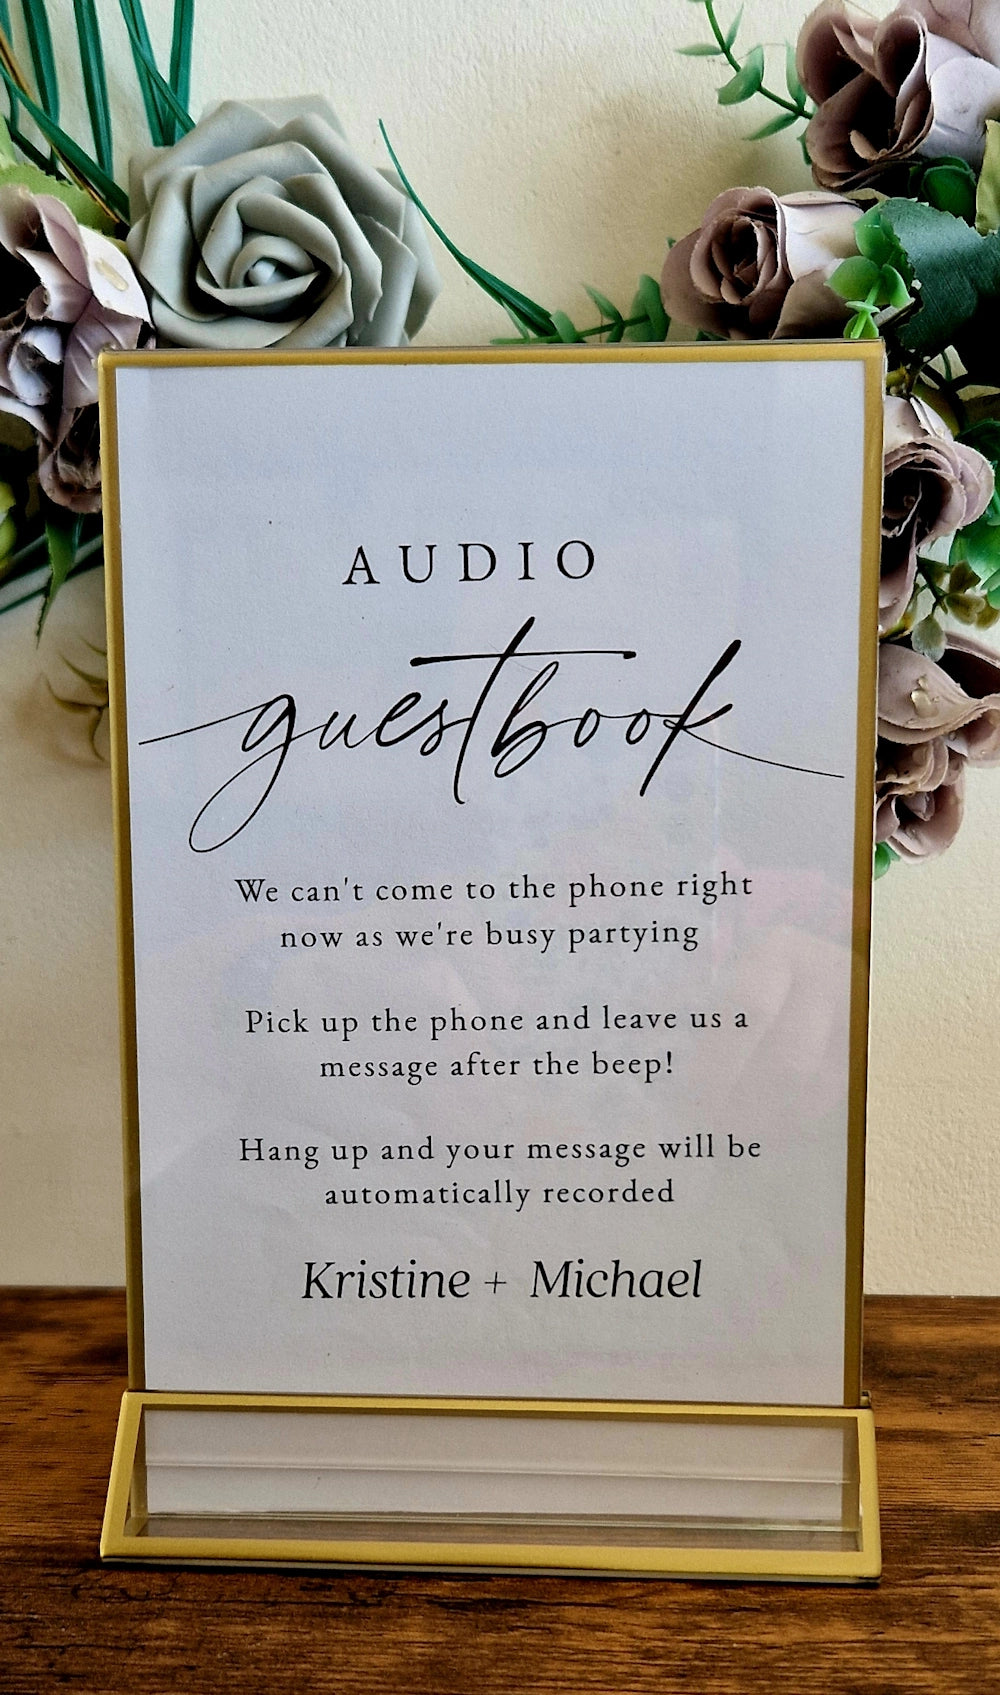 AUDIO
guestbook
We can't come to the phone right
now as we're busy partying
Pick up the phone and leave us a
message after the beep!
Hang up and your message will be
automatically recorded
Kristine + Michael